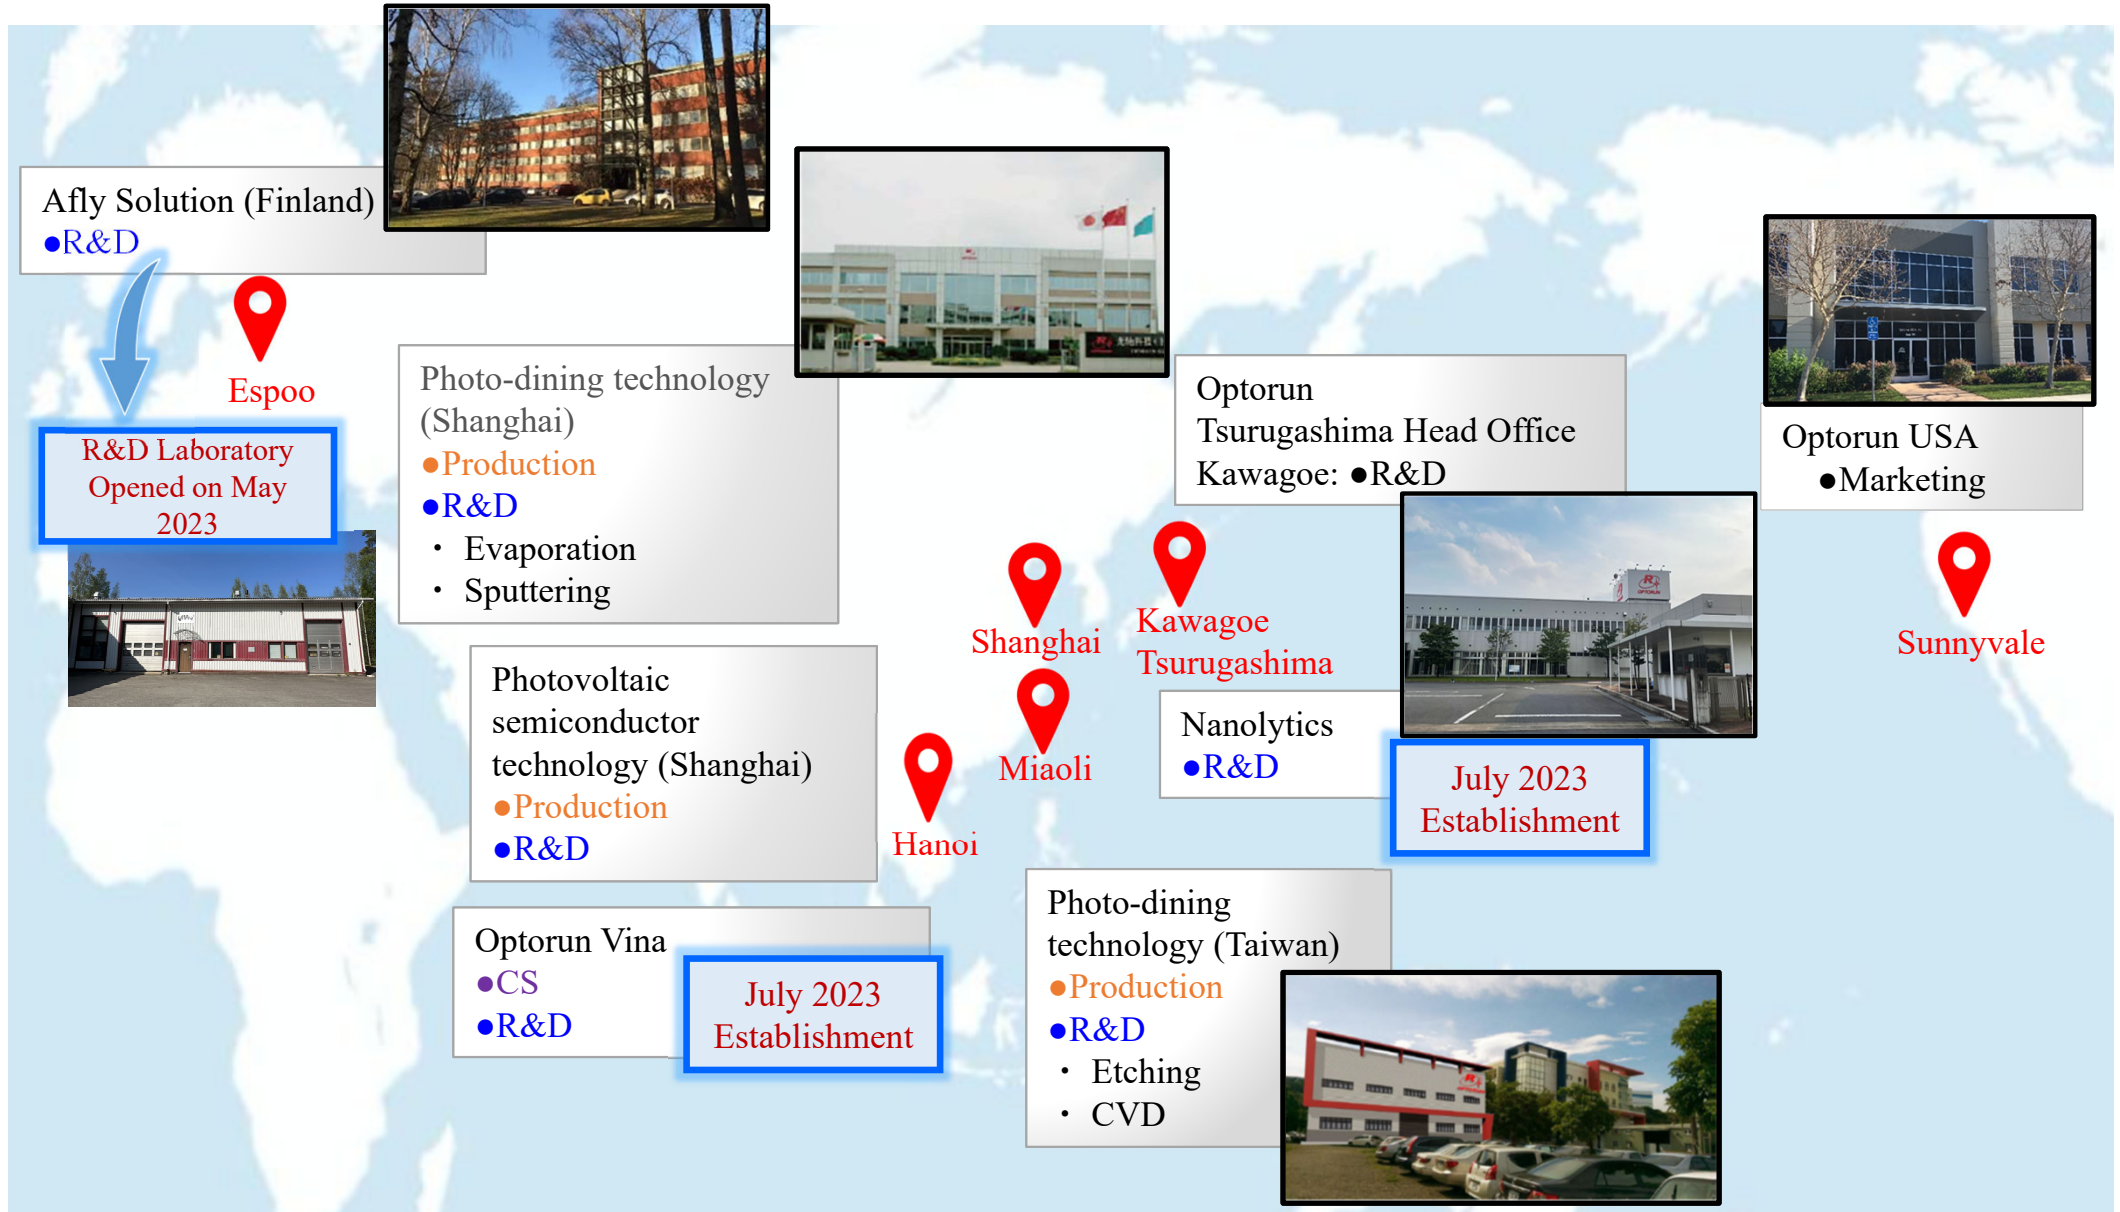 Afly Solution (Finland)
●R&D
Espoo
R&D Laboratory
Opened on May
2023
Photo-dining technology
(Shanghai)
●Production
●R&D
・ Evaporation
・ Sputtering
Photovoltaic
semiconductor
technology (Shanghai)
●Production
●R&D
Optorun Vina
●CS
●R&D
July 2023
Establishment
Hanoi
Shanghai
Miaoli
Kawagoe
Tsurugashima
Optorun
Tsurugashima Head Office
Kawagoe: ●R&D
OPTORUN
Nanolytics
●R&D
July 2023
Establishment
Photo-dining
technology (Taiwan)
●Production
●R&D
・ Etching
・ CVD
Optorun USA
●Marketing
Sunnyvale